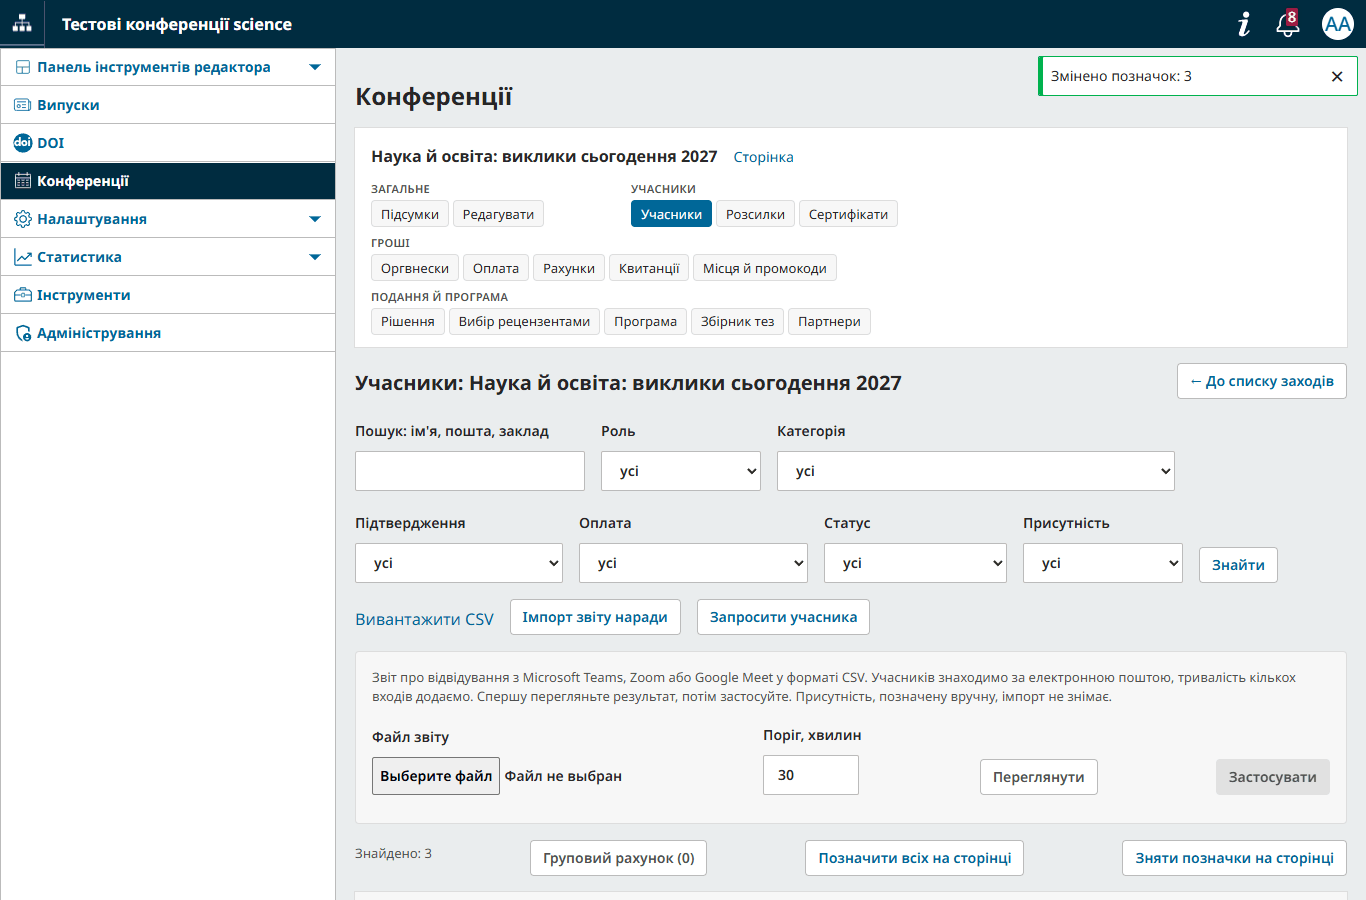 Тестові конференції science
8
AA
Панель інструментів редактора
Випуски
doi DOI
Конференції
Налаштування
Статистика
Інструменти
Адміністрування
Змінено позначок: 3
Конференції
Наука й освіта: виклики сьогодення 2027 Сторінка
ЗАГАЛЬНЕ УЧАСНИКИ
Підсумки Редагувати Учасники Розсилки Сертифікати
ГРОШІ
Оргвнески Оплата Рахунки Квитанції Місця й промокоди
ПОДАННЯ Й ПРОГРАМА
Рішення Вибір рецензентами Програма Збірник тез Партнери
Учасники: Наука й освіта: виклики сьогодення 2027 ← До списку заходів
Пошук: ім'я, пошта, заклад Роль Категорія
усі усі
Підтвердження Оплата Статус Присутність
усі усі усі усі Знайти
Вивантажити CSV Імпорт звіту наради Запросити учасника
Звіт про відвідування з Microsoft Teams, Zoom або Google Meet у форматі CSV. Учасників знаходимо за електронною поштою, тривалість кількох
входів додаємо. Спершу перегляньте результат, потім застосуйте. Присутність, позначену вручну, імпорт не знімає.
Файл звіту Поріг, хвилин
Выберите файл Файл не выбран 30 Переглянути Застосувати
Знайдено: 3 Груповий рахунок (0) Позначити всіх на сторінці Зняти позначки на сторінці